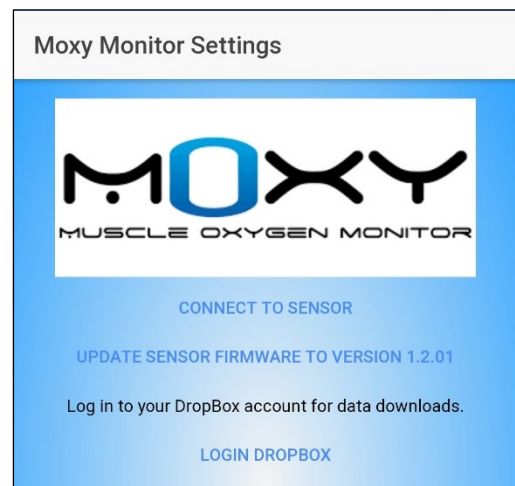 Moxy Monitor Settings
MOXY
MUSCLE OXYGEN MONITOR
CONNECT TO SENSOR
UPDATE SENSOR FIRMWARE TO VERSION 1.2.01
Log in to your DropBox account for data downloads.
LOGIN DROPBOX